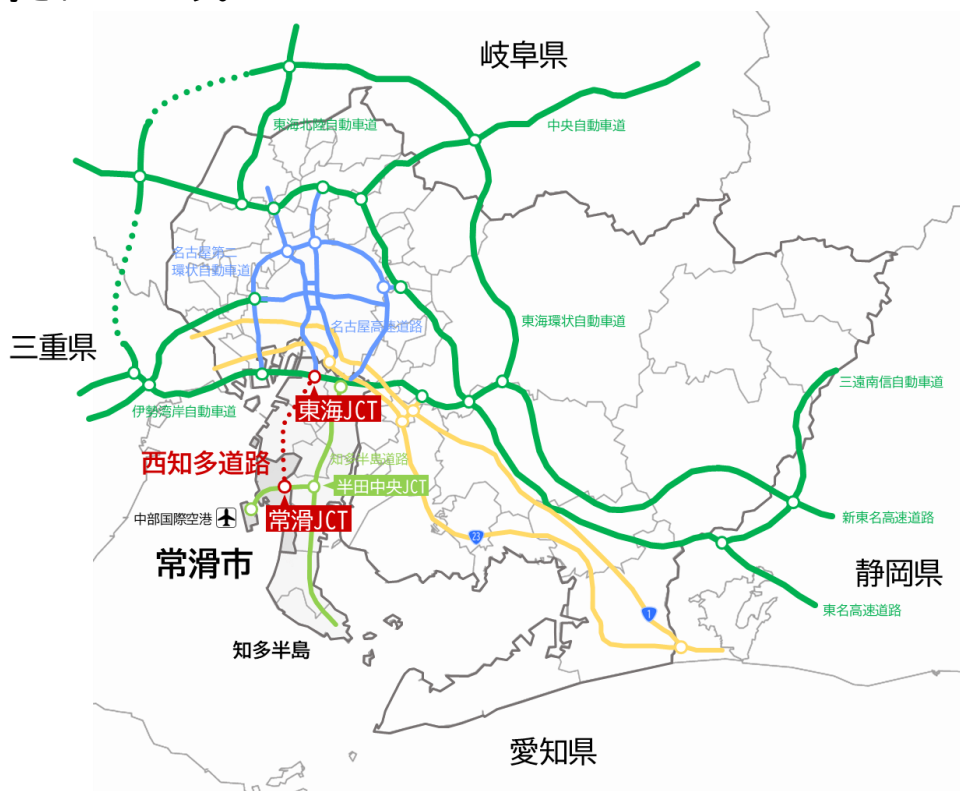 岐阜県
東海北陸自動車道
中央自動車道
名古屋第二
環状自動車道
東海環状自動車道
名古屋高速道路
三重県
三遠南信自動車道
伊勢湾岸自動車道
東海JCT
知多半島道路
西知多道路
半田中央JCT
中部国際空港
常滑JCT
新東名高速道路
23
常滑市
静岡県
東名高速道路
1
知多半島
愛知県